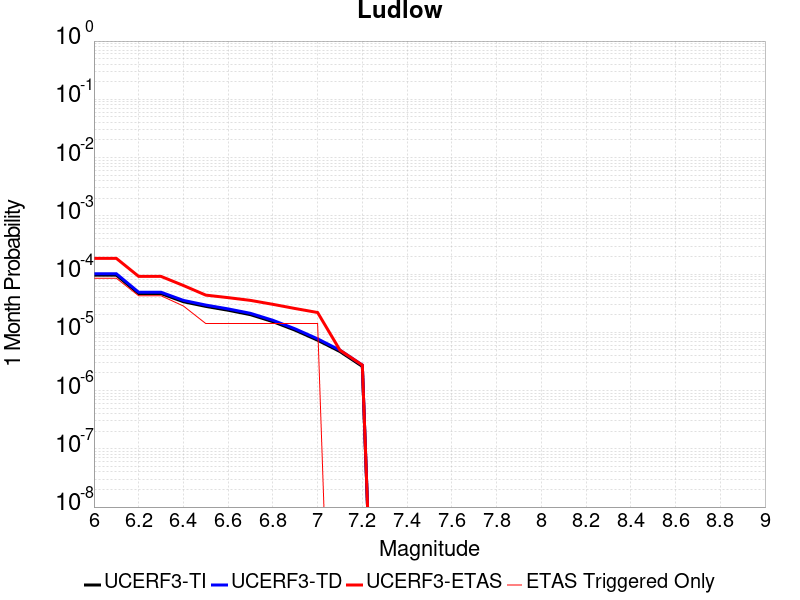 Ludlow
10^0
10^-1
10^-2
10^-3
10^-4
10^-5
10^-6
10^-7
10^-8
1 Month Probability
6 6.2 6.4 6.6 6.8 7 7.2 7.4 7.6 7.8 8 8.2 8.4 8.6 8.8 9
Magnitude
UCERF3-TI UCERF3-TD UCERF3-ETAS ETAS Triggered Only